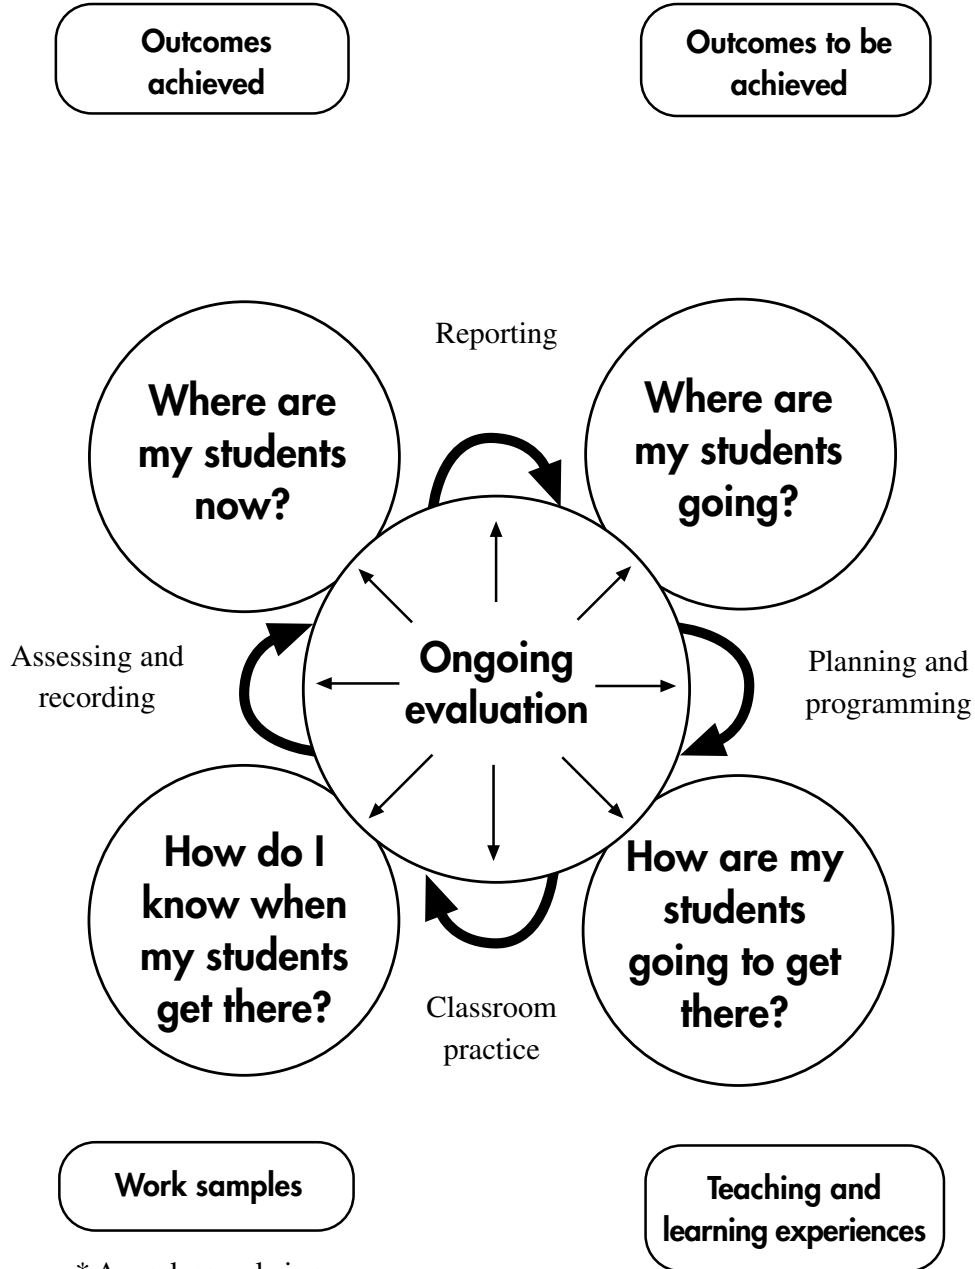 Outcomes
achieved
Outcomes to be
achieved
Reporting
Where are
my students
now?
Where are
my students
going?
Assessing and
recording
Ongoing
evaluation
Planning and
programming
How do I
know when
my students
get there?
How are my
students
going to get
there?
Classroom
practice
Work samples
Teaching and
learning experiences